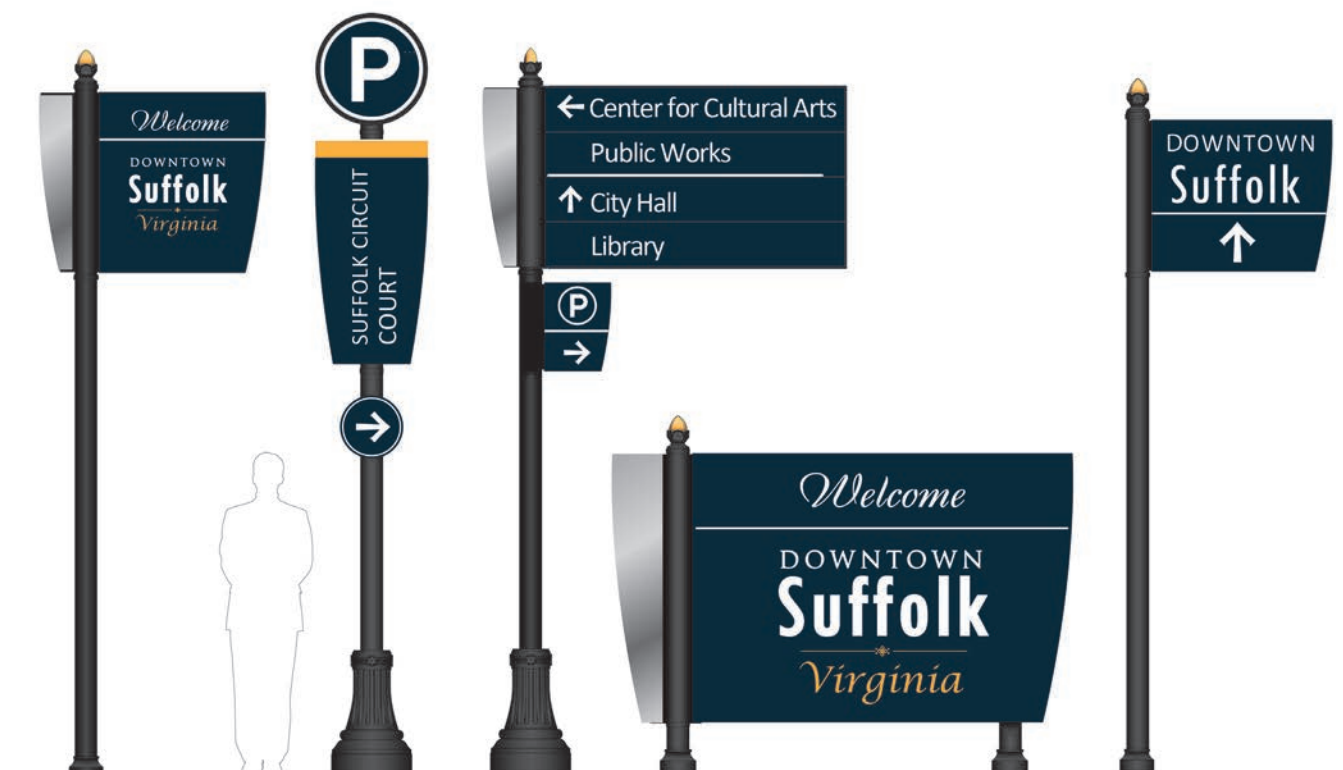 Welcome
DOWNTOWN
Suffolk
Virginia
P
SUFFOLK CIRCUIT
COURT
→
← Center for Cultural Arts
Public Works
↑ City Hall
Library
P
→
Welcome
DOWNTOWN
Suffolk
Virginia
DOWNTOWN
Suffolk
↑